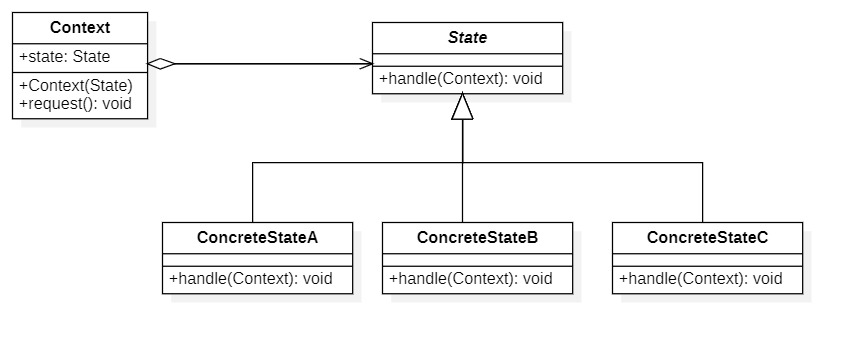 Context
+state: State
+Context(State)
+request(): void
State
+handle(Context): void
ConcreteStateA
+handle(Context): void
ConcreteStateB
+handle(Context): void
ConcreteStateC
+handle(Context): void